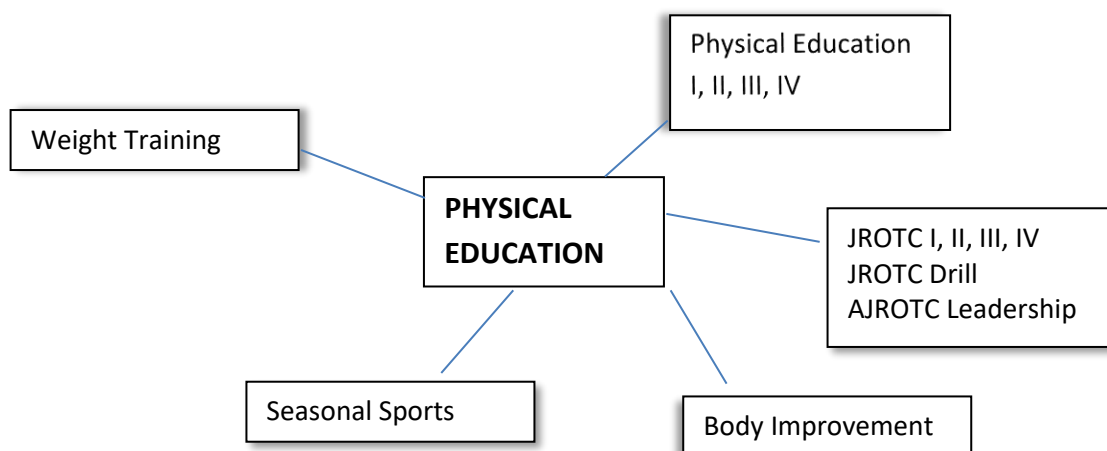 Physical Education
I, II, III, IV
Weight Training
PHYSICAL
EDUCATION
JROTC I, II, III, IV
JROTC Drill
AJROTC Leadership
Seasonal Sports
Body Improvement